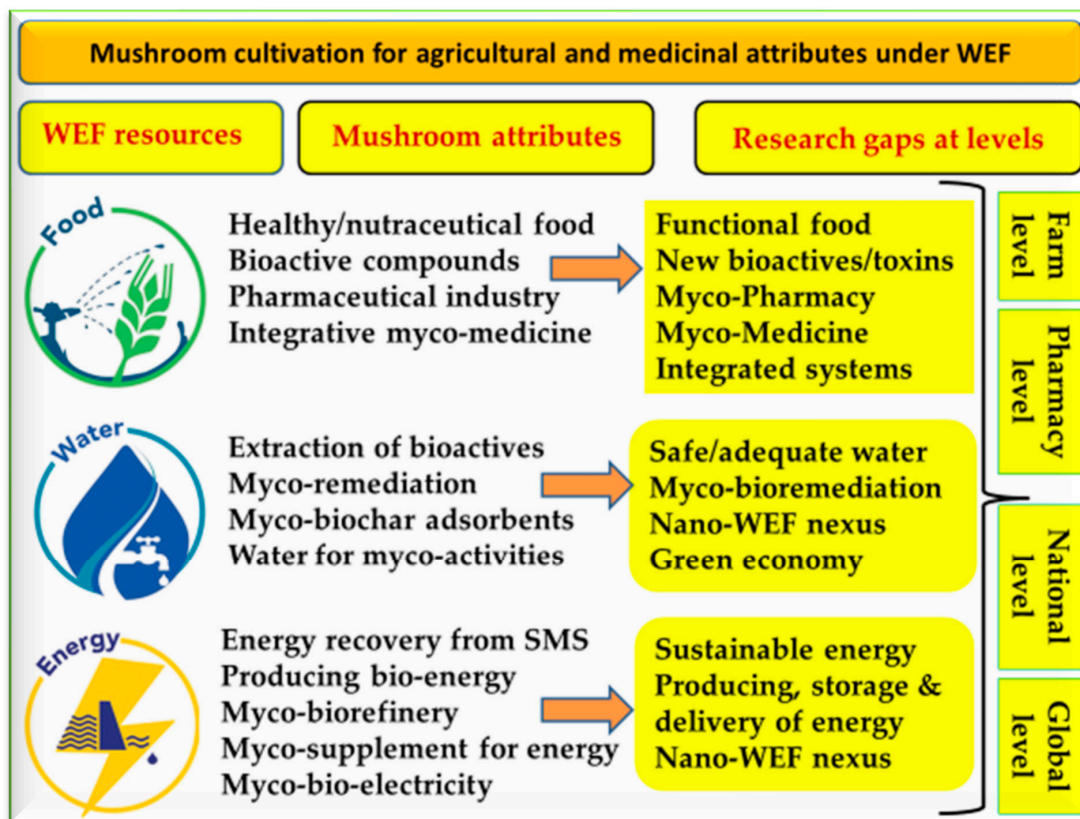 Mushroom cultivation for agricultural and medicinal attributes under WEF
WEF resources
Mushroom attributes
Research gaps at levels
Food
Healthy/nutraceutical food
Bioactive compounds
Pharmaceutical industry
Integrative myco-medicine
Functional food
New bioactives/toxins
Myco-Pharmacy
Myco-Medicine
Integrated systems
Water
Extraction of bioactives
Myco-remediation
Myco-biochar adsorbents
Water for myco-activities
Safe/adequate water
Myco-bioremediation
Nano-WEF nexus
Green economy
Energy
Energy recovery from SMS
Producing bio-energy
Myco-biorefinery
Myco-supplement for energy
Myco-bio-electricity
Sustainable energy
Producing, storage &
delivery of energy
Nano-WEF nexus
Farm
level
Pharmacy
level
National
level
Global
level